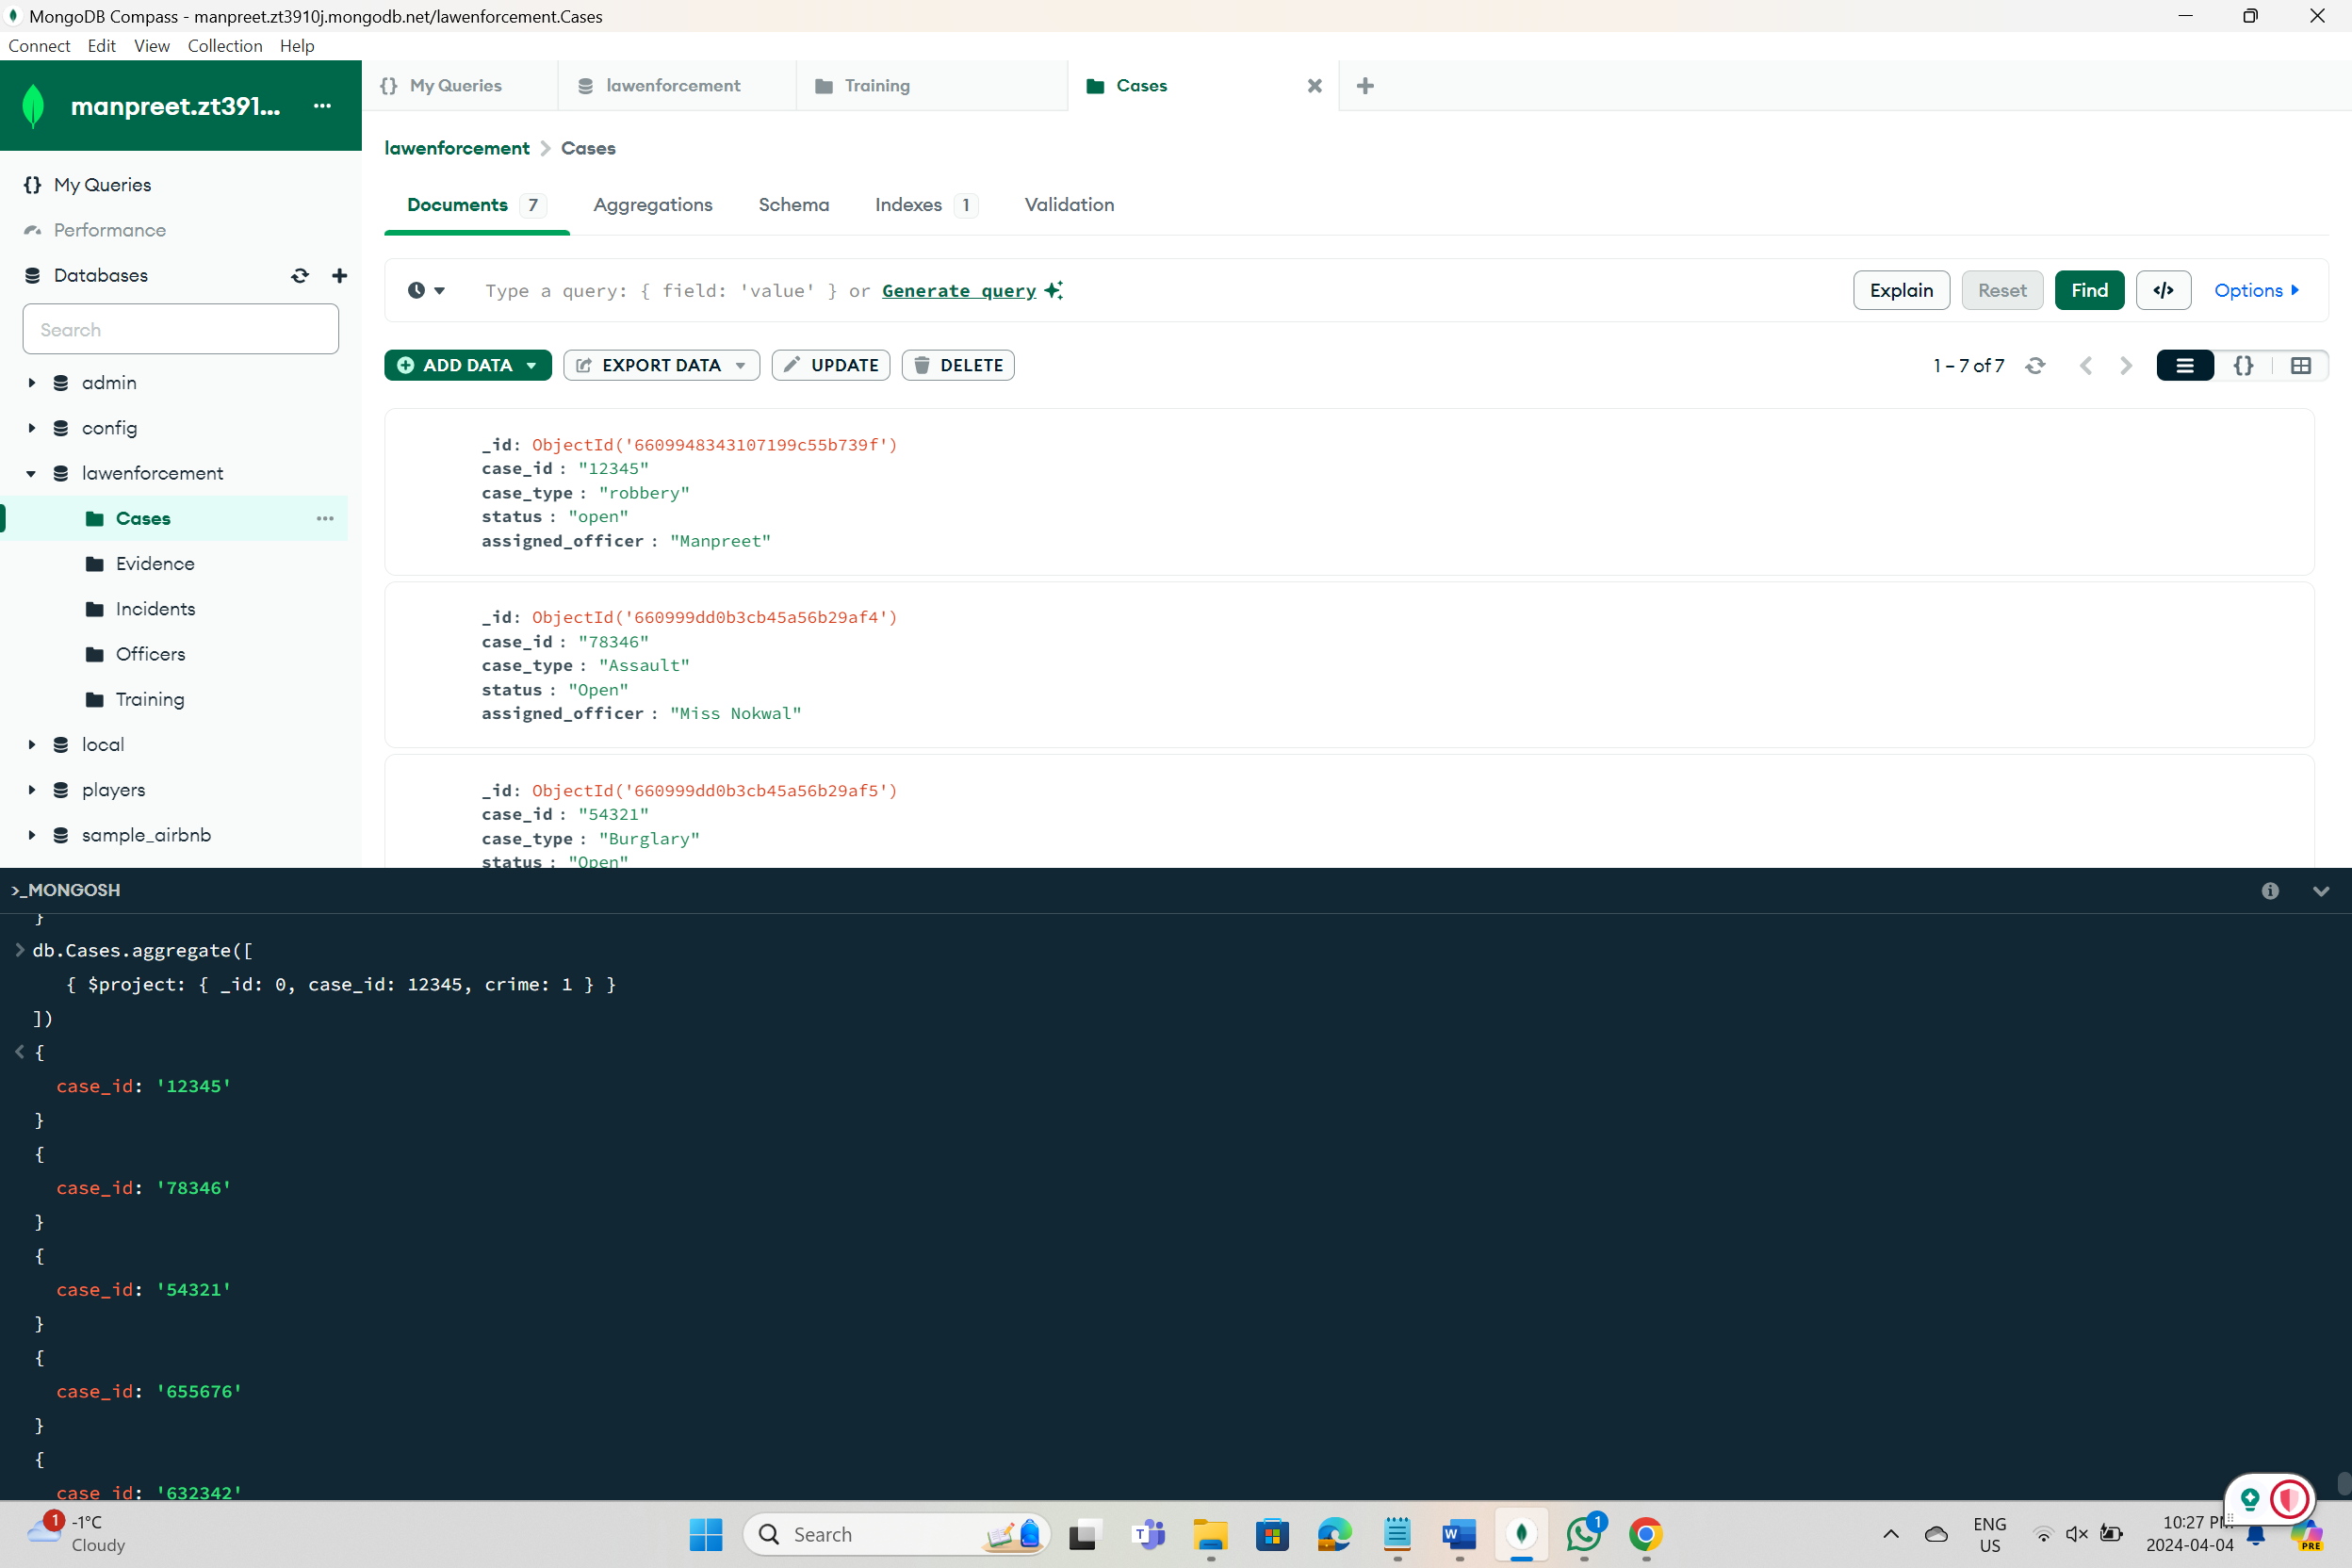 MongoDB Compass - manpreet.zt3910j.mongodb.net/lawenforcement.Cases
Connect Edit View Collection Help
manpreet.zt391... ...
{} My Queries
lawenforcement
Training
Cases
lawenforcement > Cases
{} My Queries
Performance
Databases
Search
admin
config
lawenforcement
Cases
Evidence
Incidents
Officers
Training
local
players
sample_airbnb
Documents 7 Aggregations Schema Indexes 1 Validation
Type a query: { field: 'value' } or Generate query
Explain Reset Find </> Options
ADD DATA EXPORT DATA UPDATE DELETE
1 – 7 of 7
{}
_id: ObjectId('6609948343107199c55b739f')
case_id : "12345"
case_type : "robbery"
status : "open"
assigned_officer : "Manpreet"
_id: ObjectId('660999dd0b3cb45a56b29af4')
case_id : "78346"
case_type : "Assault"
status : "Open"
assigned_officer : "Miss Nokwal"
_id: ObjectId('660999dd0b3cb45a56b29af5')
case_id : "54321"
case_type : "Burglary"
status : "Open"
>_MONGOSH
}
> db.Cases.aggregate([
{ $project: { _id: 0, case_id: 12345, crime: 1 } }
])
< {
case_id: '12345'
}
{
case_id: '78346'
}
{
case_id: '54321'
}
{
case_id: '655676'
}
{
case_id: '632342'
1
-1°C
Cloudy
Search
1
ENG
US
10:27 PM
2024-04-04
PRE